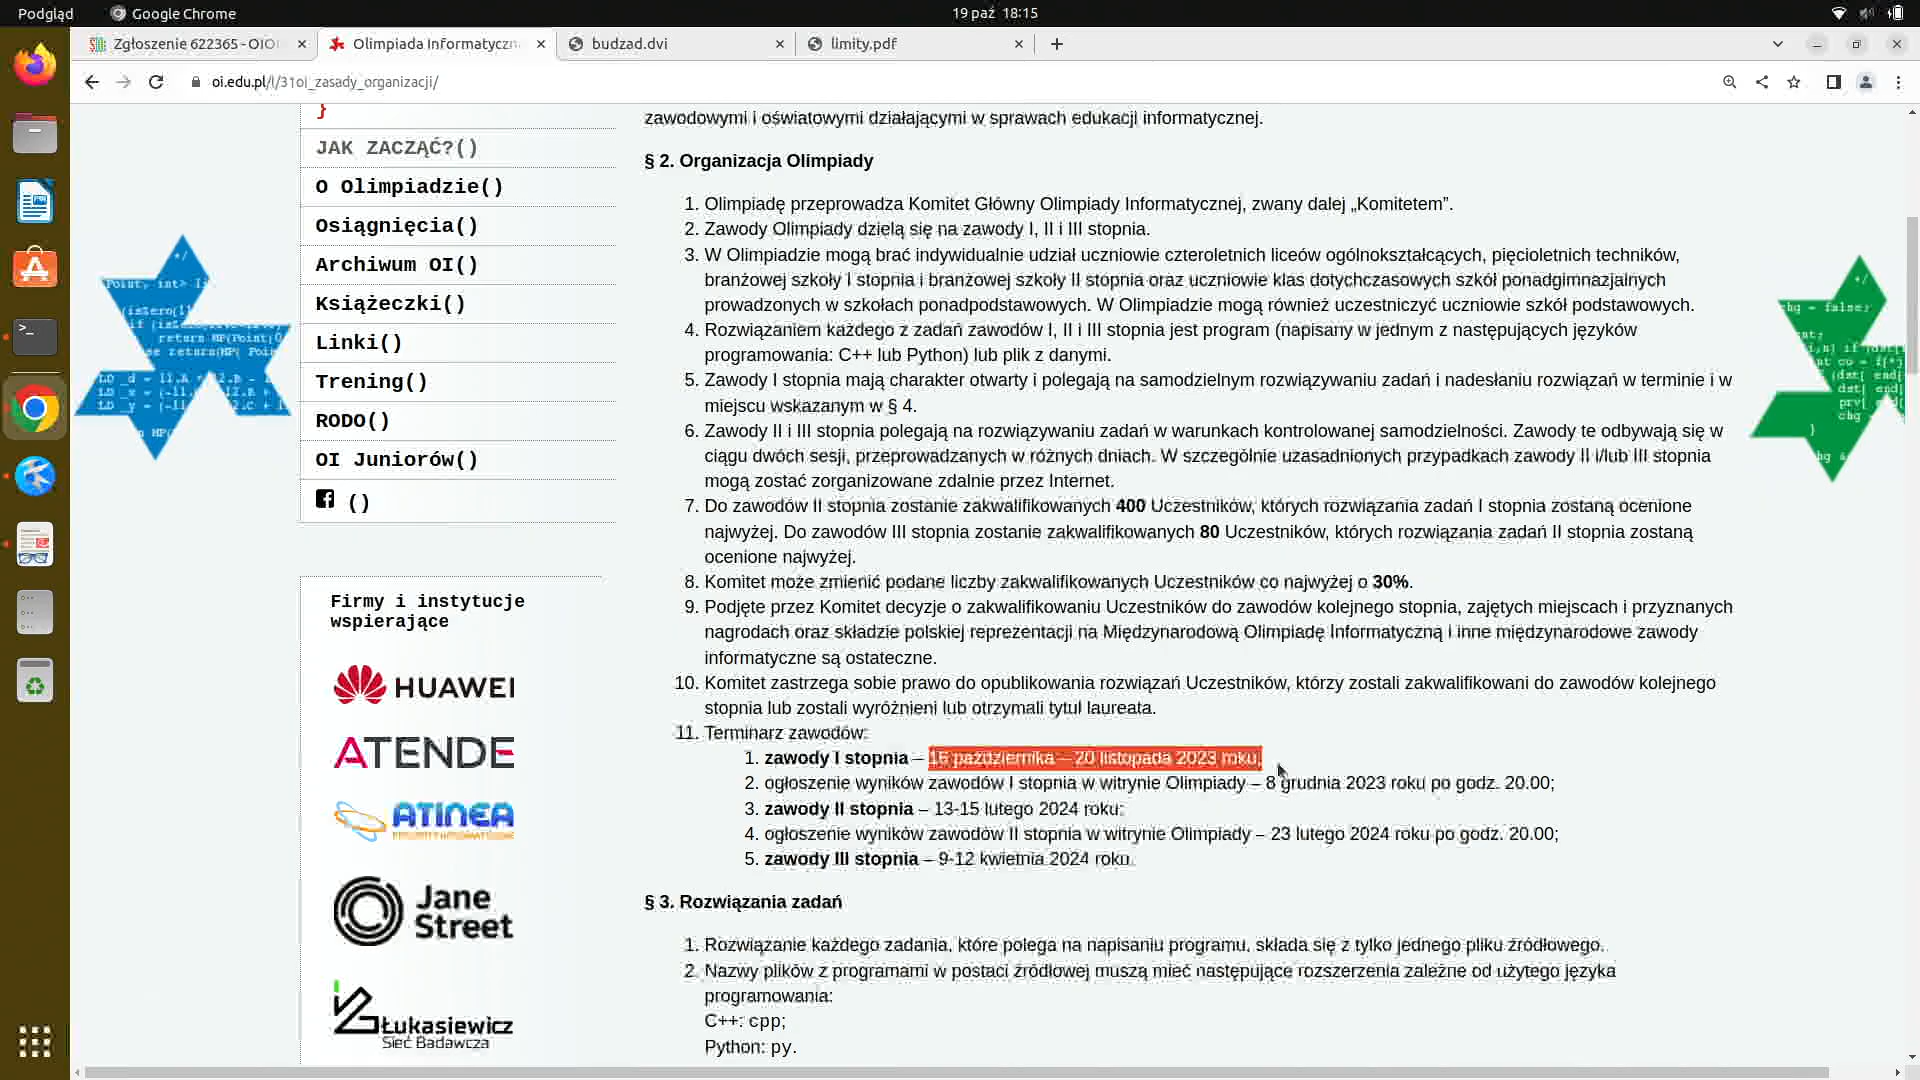 Podgląd
Google Chrome
19 paź 18:15
Zgłoszenie 622365 - OIOI
Olimpiada Informatyczn
budzad.dvi
limity.pdf
oi.edu.pl/l/31oi_zasady_organizacji/
}
JAK ZACZĄĆ?()
O Olimpiadzie()
Osiągnięcia()
Archiwum OI()
Książeczki()
Linki()
Trening()
RODO()
OI Juniorów()
()
Firmy i instytucje
wspierające
HUAWEI
ATENDE
ATINEA
Jane
Street
Łukasiewicz
Sieć Badawcza
zawodowymi i oświatowymi działającymi w sprawach edukacji informatycznej.
§ 2. Organizacja Olimpiady
1. Olimpiadę przeprowadza Komitet Główny Olimpiady Informatycznej, zwany dalej „Komitetem”.
2. Zawody Olimpiady dzielą się na zawody I, II i III stopnia.
3. W Olimpiadzie mogą brać indywidualnie udział uczniowie czteroletnich liceów ogólnokształcących, pięcioletnich techników,
branżowej szkoły I stopnia i branżowej szkoły II stopnia oraz uczniowie klas dotychczasowych szkół ponadgimnazjalnych
prowadzonych w szkołach ponadpodstawowych. W Olimpiadzie mogą również uczestniczyć uczniowie szkół podstawowych.
4. Rozwiązaniem każdego z zadań zawodów I, II i III stopnia jest program (napisany w jednym z następujących języków
programowania: C++ lub Python) lub plik z danymi.
5. Zawody I stopnia mają charakter otwarty i polegają na samodzielnym rozwiązywaniu zadań i nadesłaniu rozwiązań w terminie i w
miejscu wskazanym w § 4.
6. Zawody II i III stopnia polegają na rozwiązywaniu zadań w warunkach kontrolowanej samodzielności. Zawody te odbywają się w
ciągu dwóch sesji, przeprowadzanych w różnych dniach. W szczególnie uzasadnionych przypadkach zawody II i/lub III stopnia
mogą zostać zorganizowane zdalnie przez Internet.
7. Do zawodów II stopnia zostanie zakwalifikowanych 400 Uczestników, których rozwiązania zadań I stopnia zostaną ocenione
najwyżej. Do zawodów III stopnia zostanie zakwalifikowanych 80 Uczestników, których rozwiązania zadań II stopnia zostaną
ocenione najwyżej.
8. Komitet może zmienić podane liczby zakwalifikowanych Uczestników co najwyżej o 30%.
9. Podjęte przez Komitet decyzje o zakwalifikowaniu Uczestników do zawodów kolejnego stopnia, zajętych miejscach i przyznanych
nagrodach oraz składzie polskiej reprezentacji na Międzynarodową Olimpiadę Informatyczną i inne międzynarodowe zawody
informatyczne są ostateczne.
10. Komitet zastrzega sobie prawo do opublikowania rozwiązań Uczestników, którzy zostali zakwalifikowani do zawodów kolejnego
stopnia lub zostali wyróżnieni lub otrzymali tytuł laureata.
11. Terminarz zawodów:
1. zawody I stopnia – 16 października – 20 listopada 2023 roku;
2. ogłoszenie wyników zawodów I stopnia w witrynie Olimpiady – 8 grudnia 2023 roku po godz. 20.00;
3. zawody II stopnia – 13-15 lutego 2024 roku;
4. ogłoszenie wyników zawodów II stopnia w witrynie Olimpiady – 23 lutego 2024 roku po godz. 20.00;
5. zawody III stopnia – 9-12 kwietnia 2024 roku.
§ 3. Rozwiązania zadań
1. Rozwiązanie każdego zadania, które polega na napisaniu programu, składa się z tylko jednego pliku źródłowego.
2. Nazwy plików z programami w postaci źródłowej muszą mieć następujące rozszerzenia zależne od użytego języka
programowania:
C++: cpp;
Python: py.